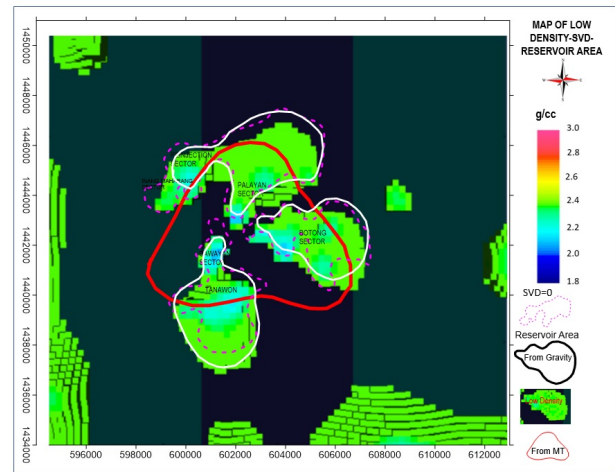 MAP OF LOW
DENSITY-SVD-
RESERVOIR AREA
g/cc
3.0
2.8
2.6
2.4
2.2
2.0
1.8
SVD=0
Reservoir Area
From Gravity
Low Density
From MT
1450000
1448000
1446000
1444000
1442000
1440000
1438000
1436000
1434000
596000
598000
600000
602000
604000
606000
608000
610000
612000
PALAYAN
SECTOR
BOTONG
SECTOR
SECTOR
TANAWON